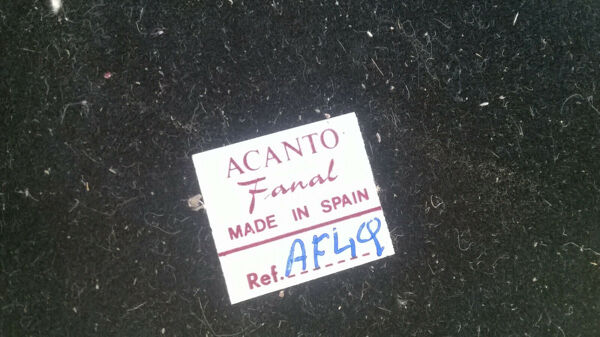 ACANTO
Fanal
MADE IN SPAIN
Ref. AF49